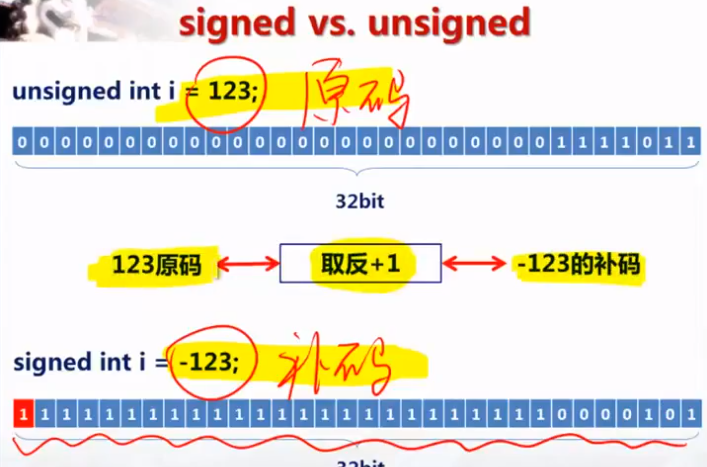 signed vs. unsigned
unsigned int i = 123; 原码
0 0 0 0 0 0 0 0 0 0 0 0 0 0 0 0 0 0 0 0 0 0 0 0 0 1 1 1 1 0 1 1
32bit
123原码 取反+1 -123的补码
signed int i = -123; 补码
1 1 1 1 1 1 1 1 1 1 1 1 1 1 1 1 1 1 1 1 1 1 1 1 1 0 0 0 0 1 0 1
32bit